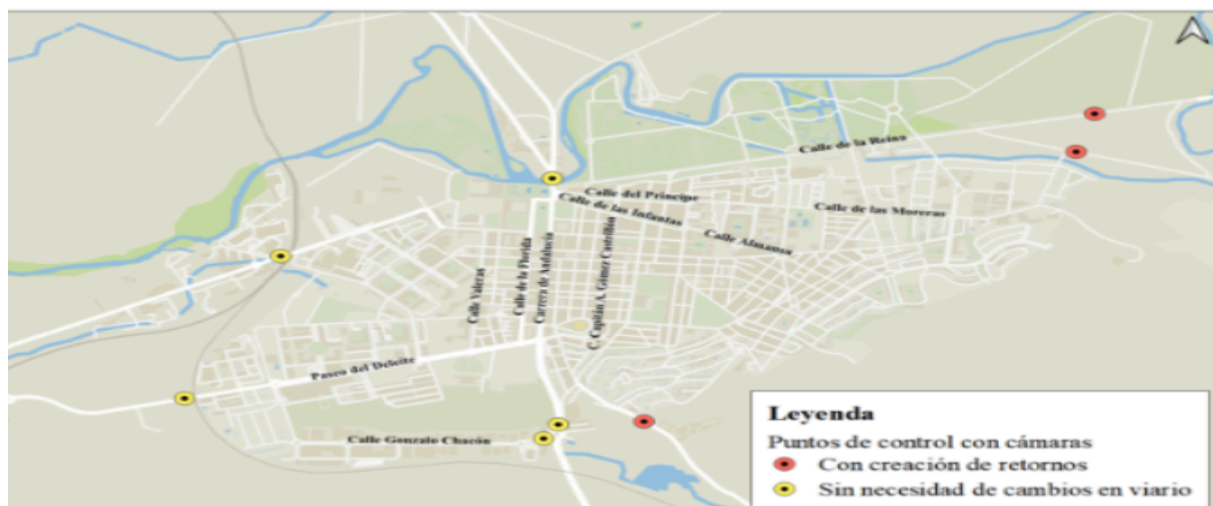 Calle de la Reina
Calle del Principe
Calle de las Infantas
Calle de las Moreras
Calle Almansa
Calle Valeras
Calle de la Florida
Carrera de Andalucía
C. Capitán A. Gómez Castrillón
Paseo del Deleite
Calle Gonzalo Chacón
Leyenda
Puntos de control con cámaras
Con creación de retornos
Sin necesidad de cambios en viario